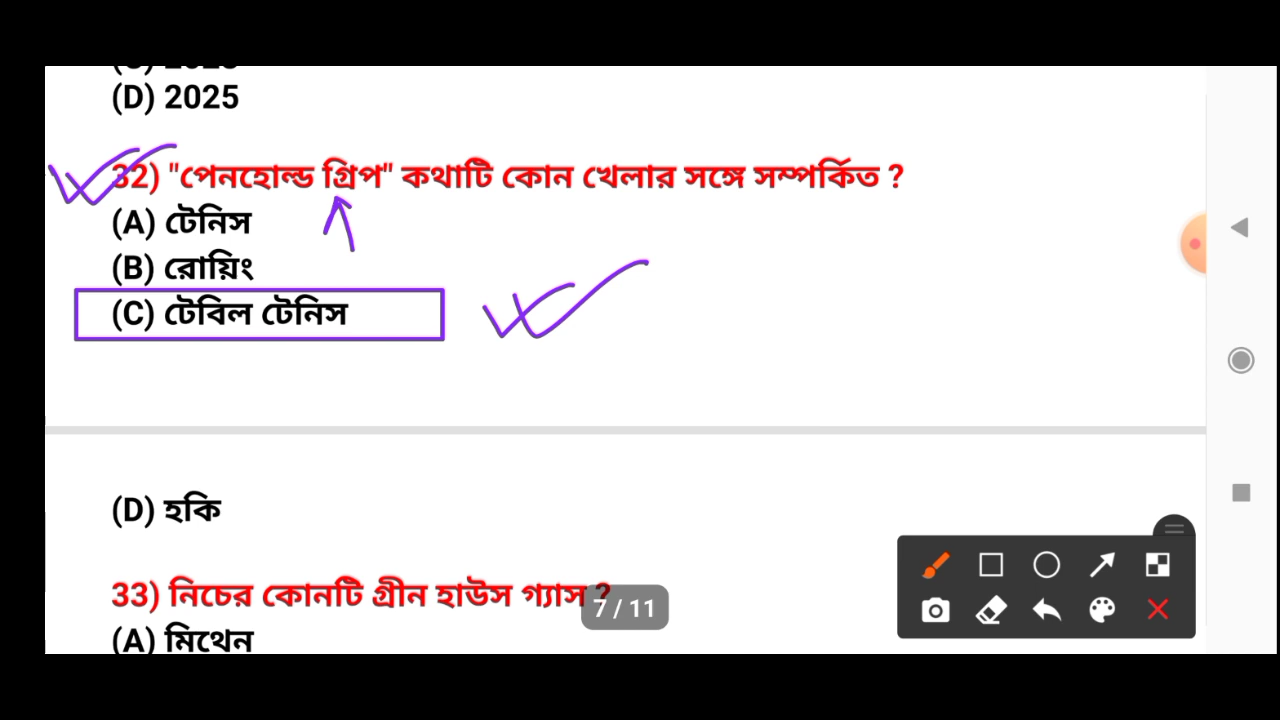 (D) 2025
32) "পেনহোল্ড গ্রিপ" কথাটি কোন খেলার সঙ্গে সম্পর্কিত ?
(A) টেনিস
(B) রোয়িং
(C) টেবিল টেনিস
(D) হকি
33) নিচের কোনটি গ্রীন হাউস গ্যাস ?
7 / 11
(A) মিথেন